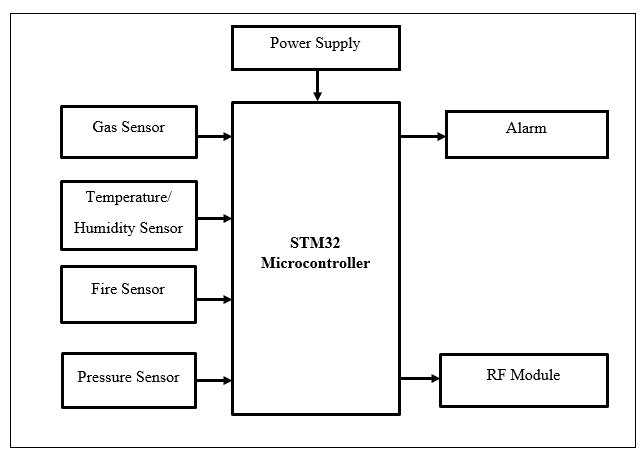 Power Supply
Gas Sensor
Alarm
Temperature/
Humidity Sensor
STM32
Microcontroller
Fire Sensor
Pressure Sensor
RF Module